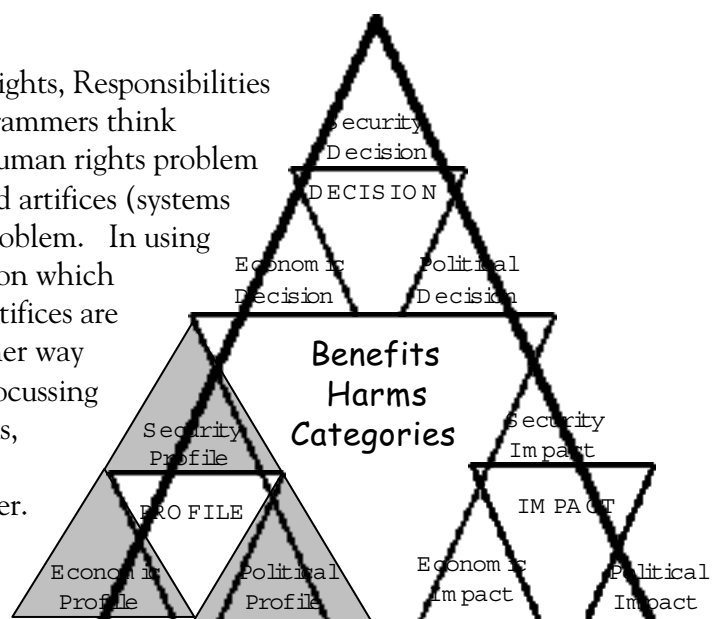 ights, Responsibilities
rammers think
uman rights problem
d artifices (systems
oblem. In using
on which
tifices are
her way
ocussing
s,
er.
Security
Decision
DECISION
Economic
Decision
Political
Decision
Benefits
Harms
Categories
Security
Profile
PROFILE
Economic
Profile
Political
Profile
Security
Impact
IMPACT
Economic
Impact
Political
Impact